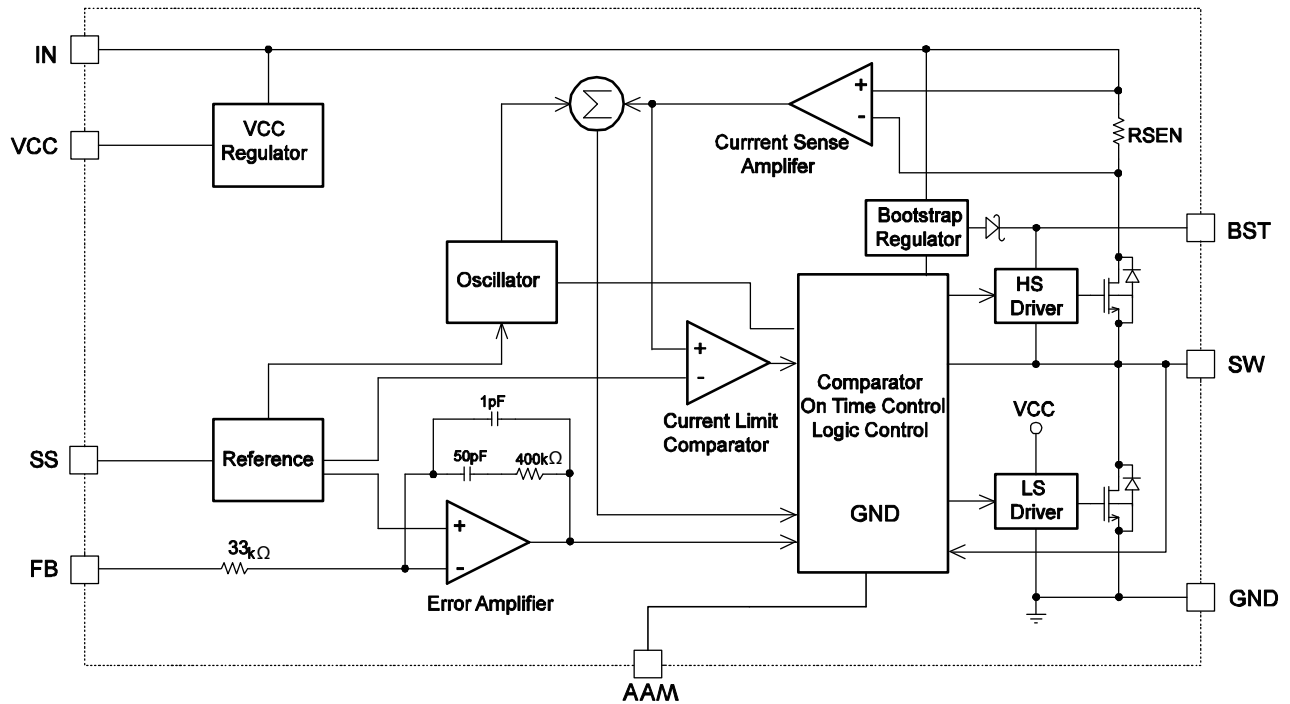 IN
VCC
VCC
Regulator
Σ
+
-
Currrent Sense
Amplifer
RSEN
Bootstrap
Regulator
BST
Oscillator
HS
Driver
+
-
Current Limit
Comparator
Comparator
On Time Control
Logic Control
GND
SW
VCC
1pF
50pF
400kΩ
SS
Reference
LS
Driver
+
-
33kΩ
FB
Error Amplifier
GND
AAM